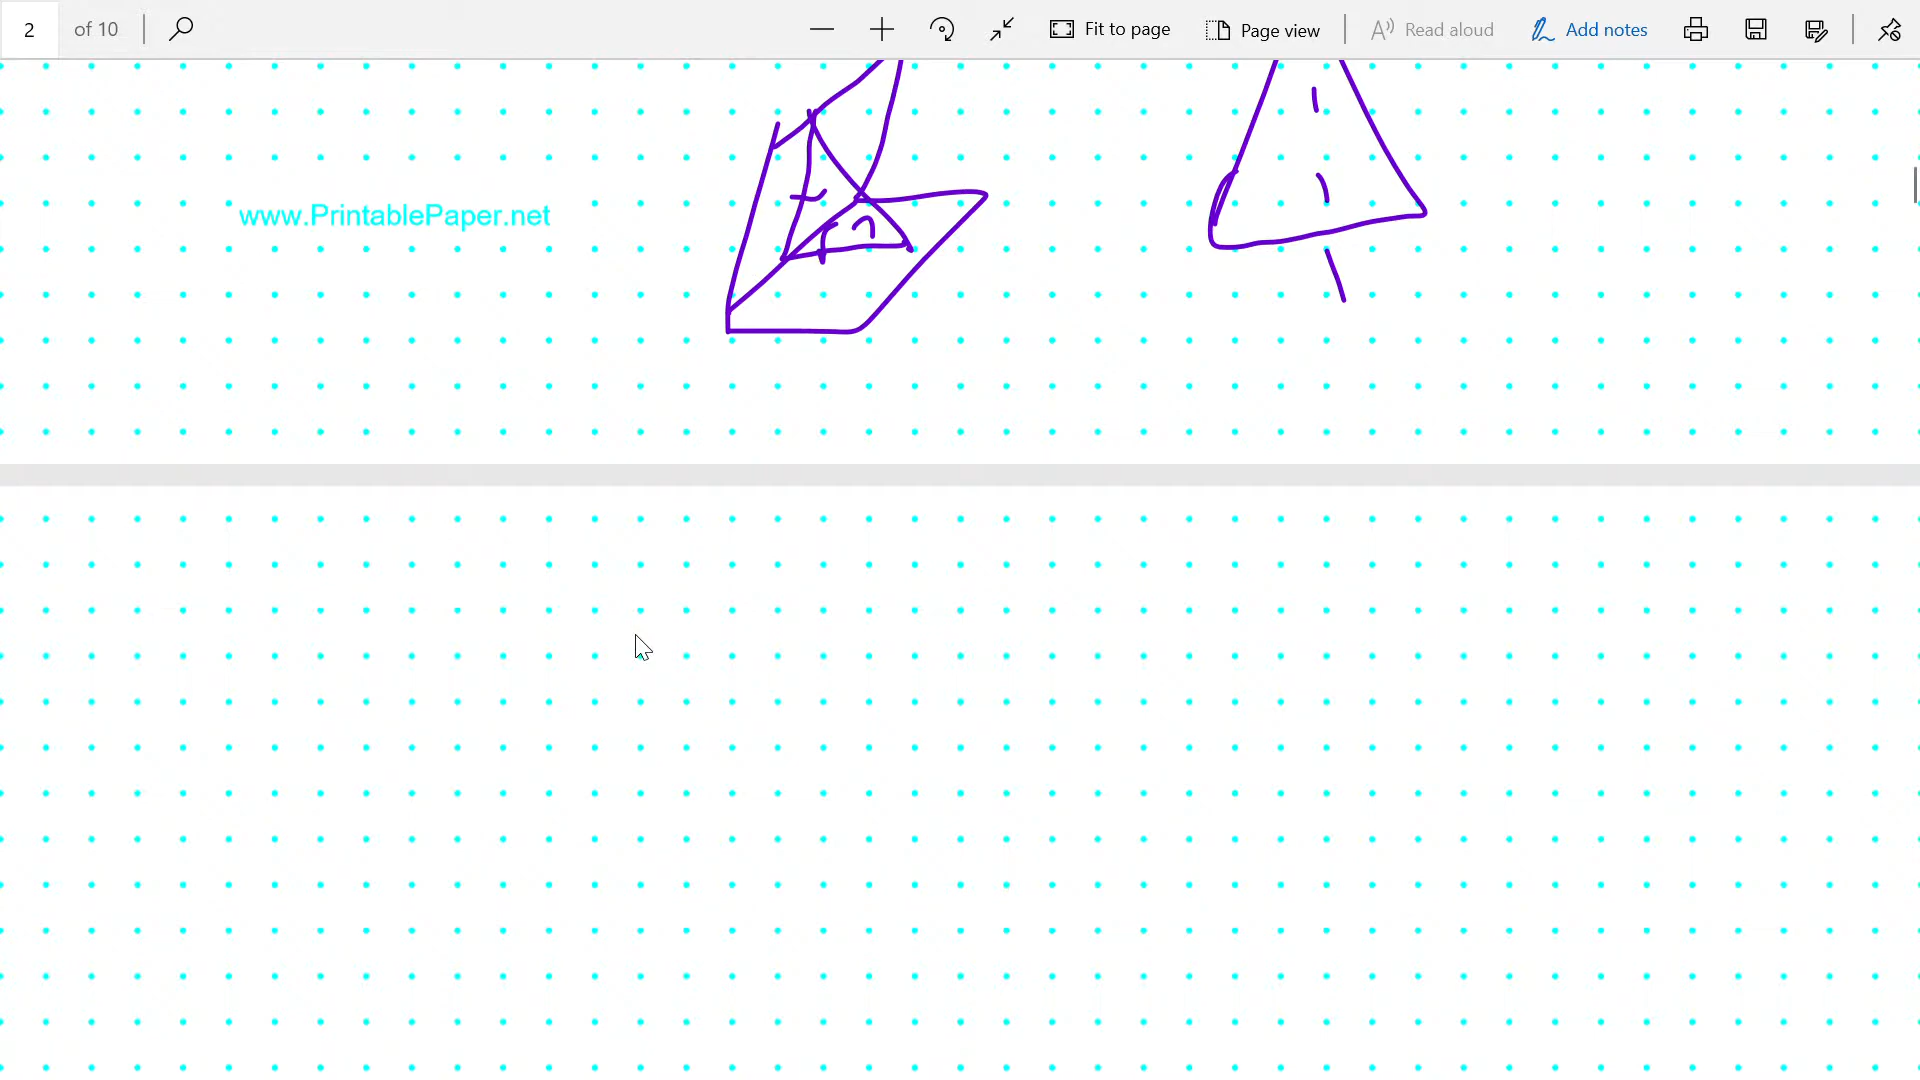 2 of 10 Fit to page Page view Read aloud Add notes
www.PrintablePaper.net